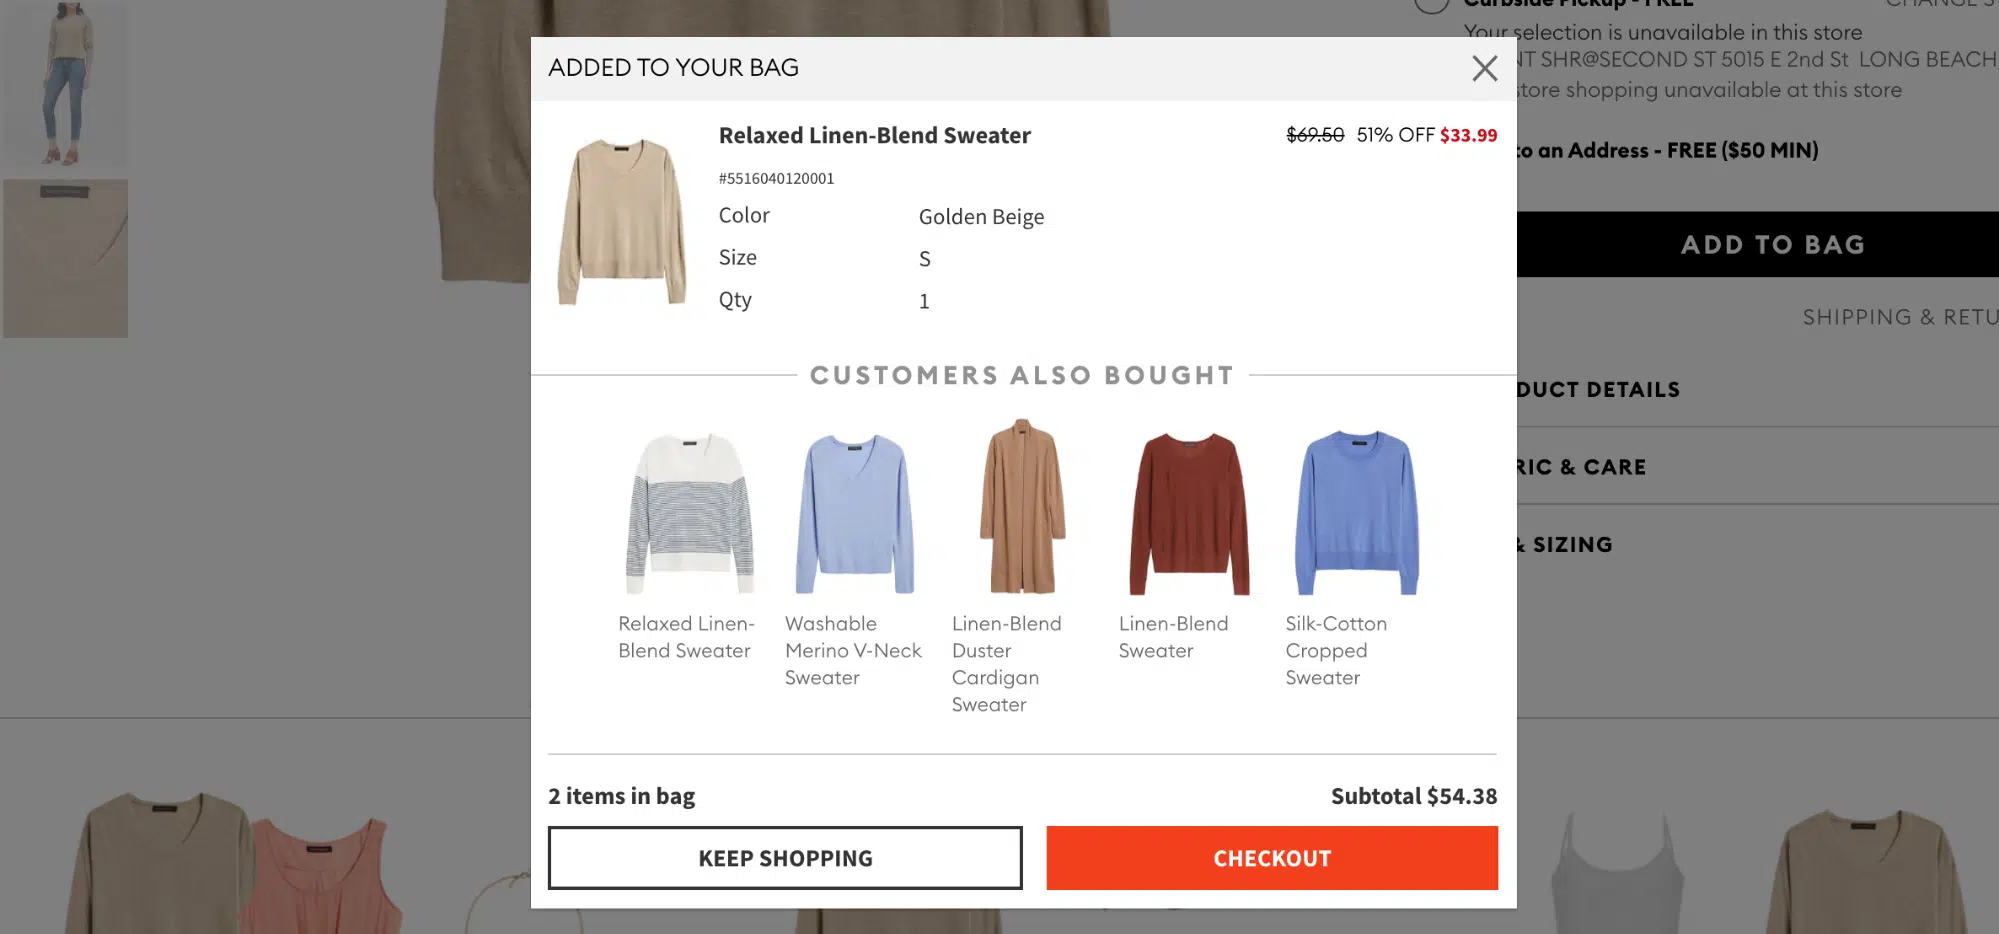 ADDED TO YOUR BAG
Relaxed Linen-Blend Sweater
$69.50 51% OFF $33.99
#5516040120001
Color Golden Beige
Size S
Qty 1
CUSTOMERS ALSO BOUGHT
Relaxed Linen-
Blend Sweater
Washable
Merino V-Neck
Sweater
Linen-Blend
Duster
Cardigan
Sweater
Linen-Blend
Sweater
Silk-Cotton
Cropped
Sweater
2 items in bag
Subtotal $54.38
KEEP SHOPPING
CHECKOUT
Curbside Pickup - FREE
Your selection is unavailable in this store
SHR@SECOND ST 5015 E 2nd St LONG BEACH,
store shopping unavailable at this store
to an Address - FREE ($50 MIN)
ADD TO BAG
SHIPPING & RETU
DUCT DETAILS
RIC & CARE
& SIZING